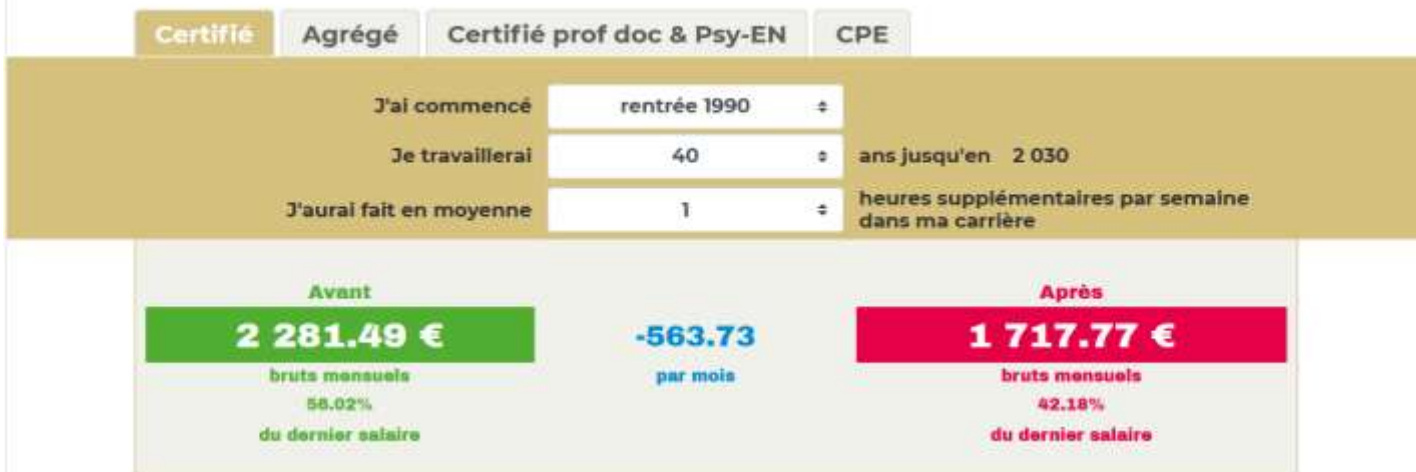 Certifié Agrégé Certifié prof doc & Psy-EN CPE
J'ai commencé rentrée 1990
Je travaillerai 40 ans jusqu'en 2 030
J'aurai fait en moyenne 1 heures supplémentaires par semaine
dans ma carrière
Avant Après
2 281.49 € -563.73 1 717.77 €
bruts mensuels par mois bruts mensuels
56.02% 42.18%
du dernier salaire du dernier salaire